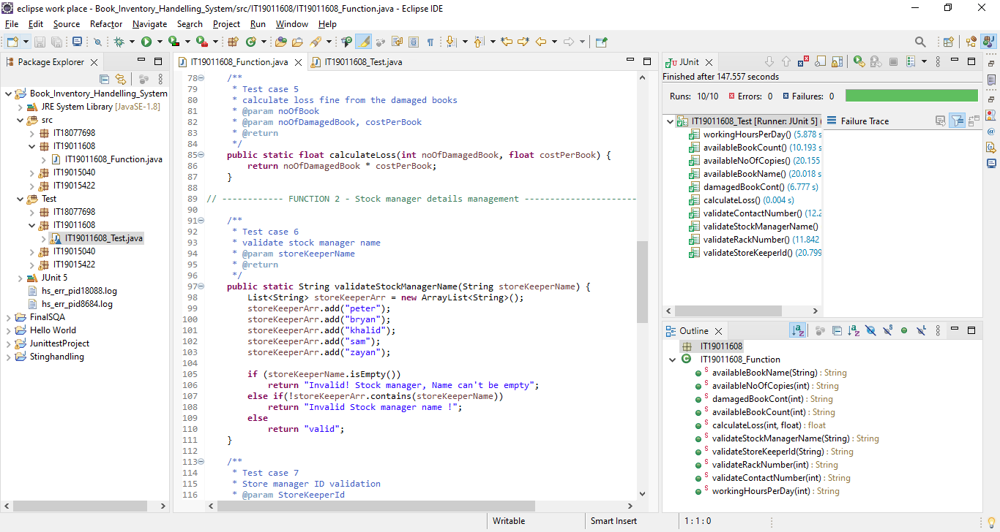 eclipse work place - Book_Inventory_Handelling_System/src/IT19011608/IT19011608_Function.java - Eclipse IDE
File Edit Source Refactor Navigate Search Project Run Window Help
Package Explorer
Book_Inventory_Handelling_System
JRE System Library [JavaSE-1.8]
src
IT18077698
IT19011608
IT19011608_Function.java
IT19015040
IT19015422
Test
IT18077698
IT19011608
IT19011608_Test.java
IT19015040
IT19015422
JUnit 5
hs_err_pid18088.log
hs_err_pid8684.log
FinalSQA
Hello World
JunittestProject
Stinghandling
IT19011608_Function.java
IT19011608_Test.java
78 /**
79 * Test case 5
80 * calculate loss fine from the damaged books
81 * @param noOfBook
82 * @param noOfDamagedBook, costPerBook
83 * @return
84 */
85 public static float calculateLoss(int noOfDamagedBook, float costPerBook) {
86 return noOfDamagedBook * costPerBook;
87 }
88
89 // ------------ FUNCTION 2 - Stock manager details management ----------------------
90
91 /**
92 * Test case 6
93 * validate stock manager name
94 * @param storeKeeperName
95 * @return
96 */
97 public static String validateStockManagerName(String storeKeeperName) {
98 List<String> storeKeeperArr = new ArrayList<String>();
99 storeKeeperArr.add("peter");
100 storeKeeperArr.add("bryan");
101 storeKeeperArr.add("khalid");
102 storeKeeperArr.add("sam");
103 storeKeeperArr.add("zayan");
104
105 if (storeKeeperName.isEmpty())
106 return "Invalid! Stock manager, Name can't be empty";
107 else if(!storeKeeperArr.contains(storeKeeperName))
108 return "Invalid Stock manager name !";
109 else
110 return "valid";
111 }
112
113 /**
114 * Test case 7
115 * Store manager ID validation
116 * @param StoreKeeperId
JUnit
Finished after 147.557 seconds
Runs: 10/10 Errors: 0 Failures: 0
IT19011608_Test [Runner: JUnit 5] (
workingHoursPerDay() (5.878 s
availableBookCount() (10.193 s
availableNoOfCopies() (20.155
availableBookName() (20.018 s
damagedBookCont() (6.777 s)
calculateLoss() (0.004 s)
validateContactNumber() (12.2
validateStockManagerName()
validateRackNumber() (11.842
validateStoreKeeperId() (20.799
Failure Trace
Outline
IT19011608
IT19011608_Function
availableBookName(String) : String
availableNoOfCopies(int) : String
damagedBookCont(int) : String
availableBookCount(int) : String
calculateLoss(int, float) : float
validateStockManagerName(String) : String
validateStoreKeeperId(String) : String
validateRackNumber(int) : String
validateContactNumber(int) : String
workingHoursPerDay(int) : String
Writable Smart Insert 1 : 1 : 0